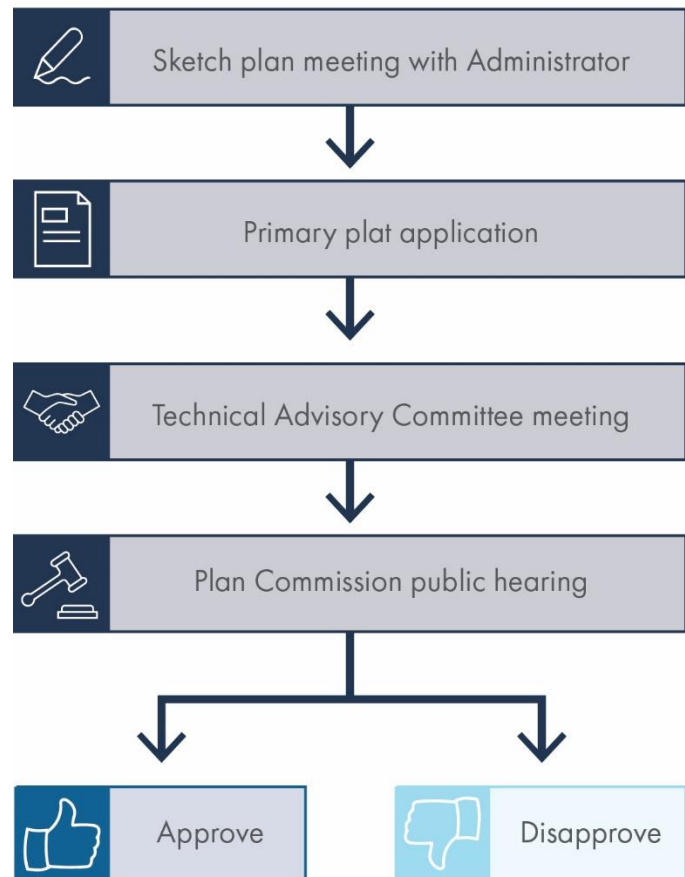 Sketch plan meeting with Administrator
Primary plat application
Technical Advisory Committee meeting
Plan Commission public hearing
Approve
Disapprove